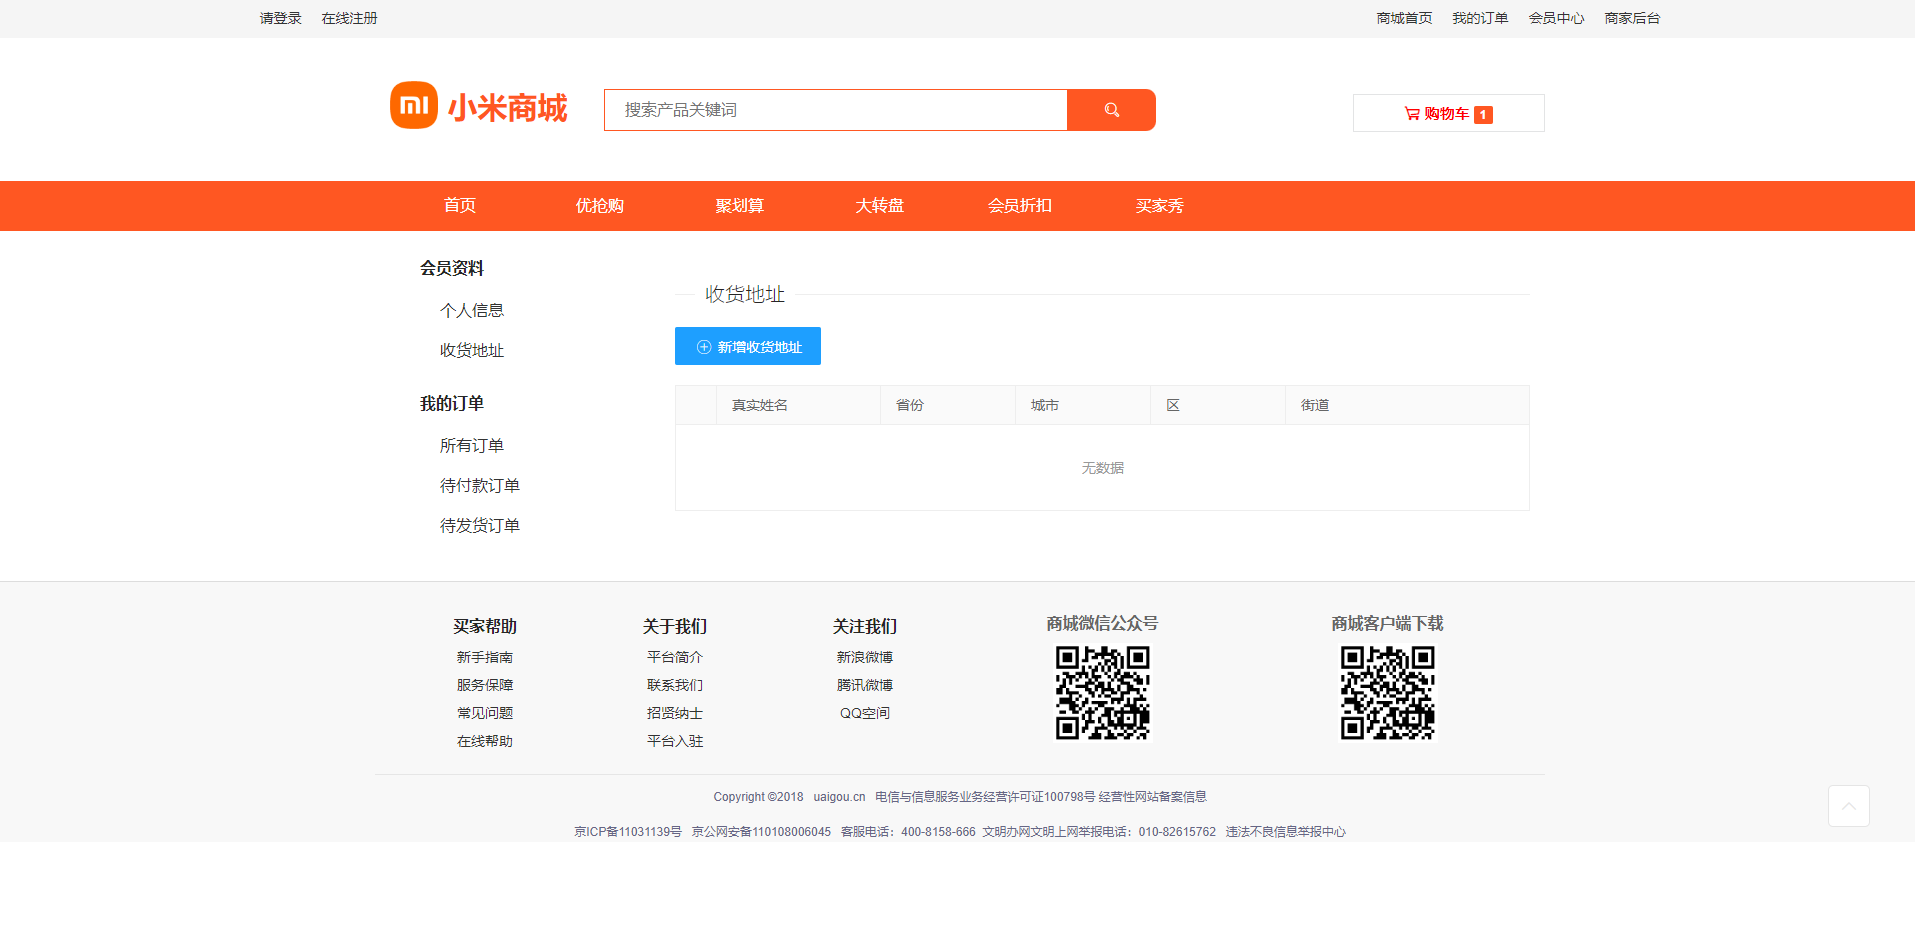 请登录 在线注册 商城首页 我的订单 会员中心 商家后台
小米商城 搜索产品关键词 购物车 1
首页 优抢购 聚划算 大转盘 会员折扣 买家秀
会员资料
个人信息
收货地址
我的订单
所有订单
待付款订单
待发货订单
收货地址
新增收货地址
真实姓名 省份 城市 区 街道
无数据
买家帮助
新手指南
服务保障
常见问题
在线帮助
关于我们
平台简介
联系我们
招贤纳士
平台入驻
关注我们
新浪微博
腾讯微博
QQ空间
商城微信公众号
商城客户端下载
Copyright ©2018 uaigou.cn 电信与信息服务业务经营许可证100798号 经营性网站备案信息
京ICP备11031139号 京公网安备110108006045 客服电话：400-8158-666 文明办网文明上网举报电话：010-82615762 违法不良信息举报中心